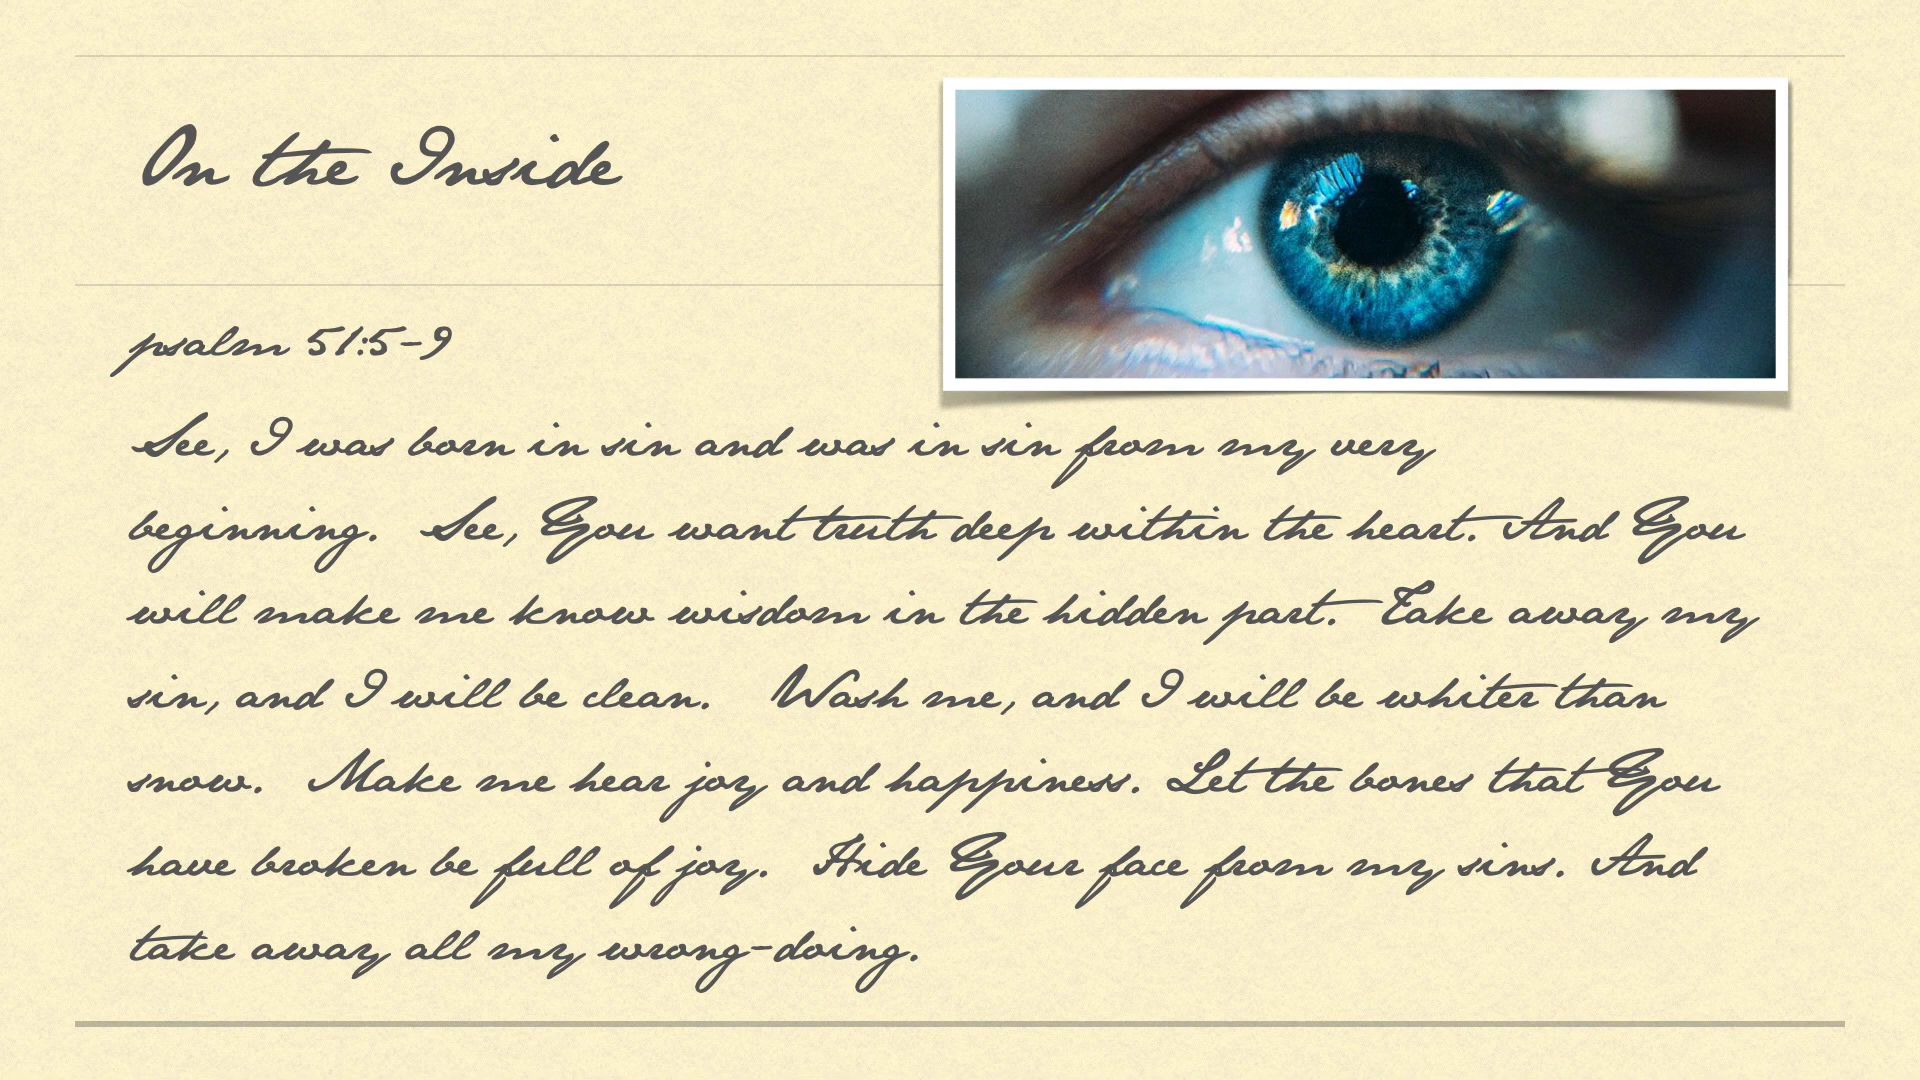 On the Inside
psalm 51:5-9
See, I was born in sin and was in sin from my very
beginning. See, You want truth deep within the heart. And You
will make me know wisdom in the hidden part. Take away my
sin, and I will be clean. Wash me, and I will be whiter than
snow. Make me hear joy and happiness. Let the bones that You
have broken be full of joy. Hide Your face from my sins. And
take away all my wrong-doing.